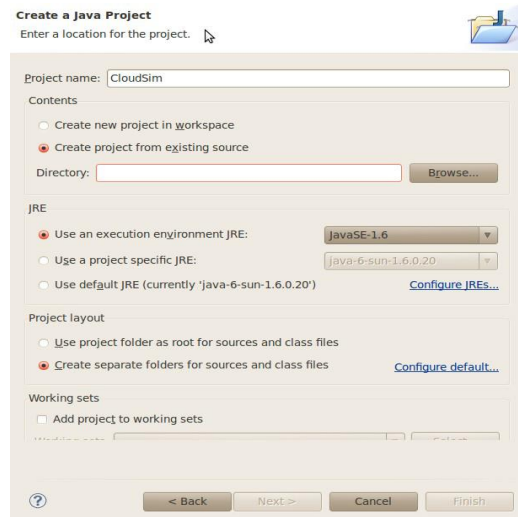 Create a Java Project
Enter a location for the project.
Project name: CloudSim
Contents
Create new project in workspace
Create project from existing source
Directory:
Browse...
JRE
Use an execution environment JRE:
JavaSE-1.6
Use a project specific JRE:
java-6-sun-1.6.0.20
Use default JRE (currently 'java-6-sun-1.6.0.20')
Configure JREs...
Project layout
Use project folder as root for sources and class files
Create separate folders for sources and class files
Configure default...
Working sets
Add project to working sets
Working sets
Select...
? < Back Next > Cancel Finish